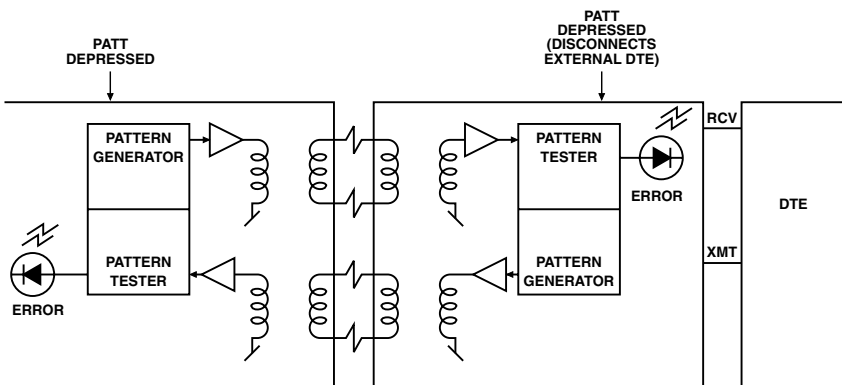 PATT
DEPRESSED
PATT
DEPRESSED
(DISCONNECTS
EXTERNAL DTE)
PATTERN
GENERATOR
PATTERN
TESTER
ERROR
PATTERN
TESTER
ERROR
PATTERN
GENERATOR
RCV
XMT
DTE